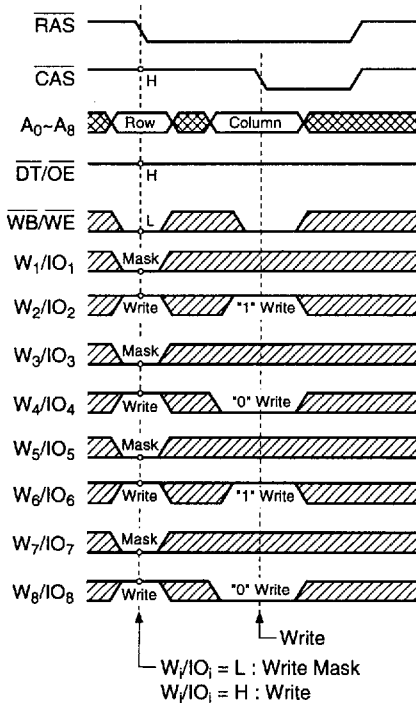 RAS
CAS H
A0~A8 Row Column
DT/OE H
WB/WE L
W1/IO1 Mask
W2/IO2 Write "1" Write
W3/IO3 Mask
W4/IO4 Write "0" Write
W5/IO5 Mask
W6/IO6 Write "1" Write
W7/IO7 Mask
W8/IO8 Write "0" Write
Write
Wi/IOi = L : Write Mask
Wi/IOi = H : Write